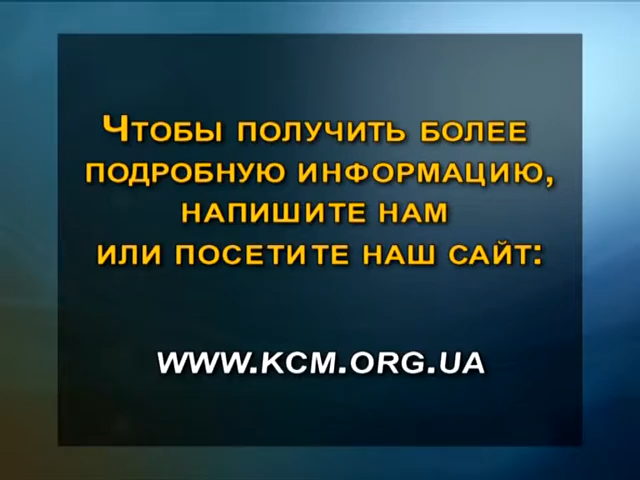 Чтобы получить более
подробную информацию,
напишите нам
или посетите наш сайт:
www.kcm.org.ua